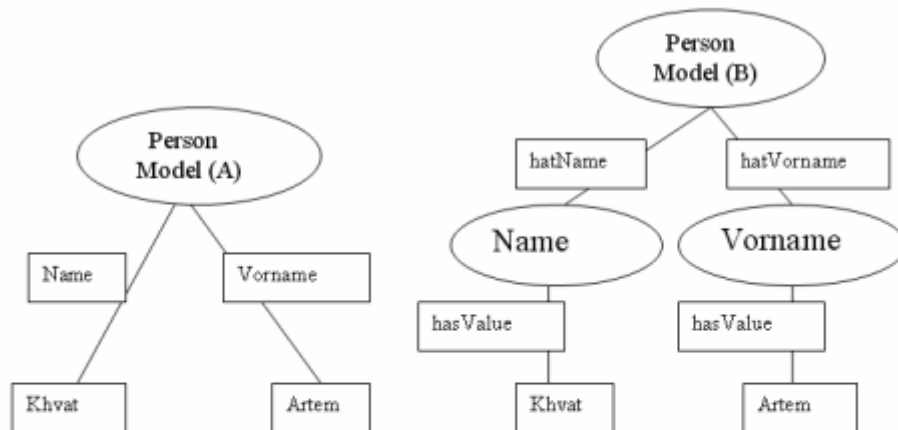 Person
Model (A)
Name
Vorname
Khvat
Artem
Person
Model (B)
hatName
hatVorname
Name
Vorname
hasValue
hasValue
Khvat
Artem